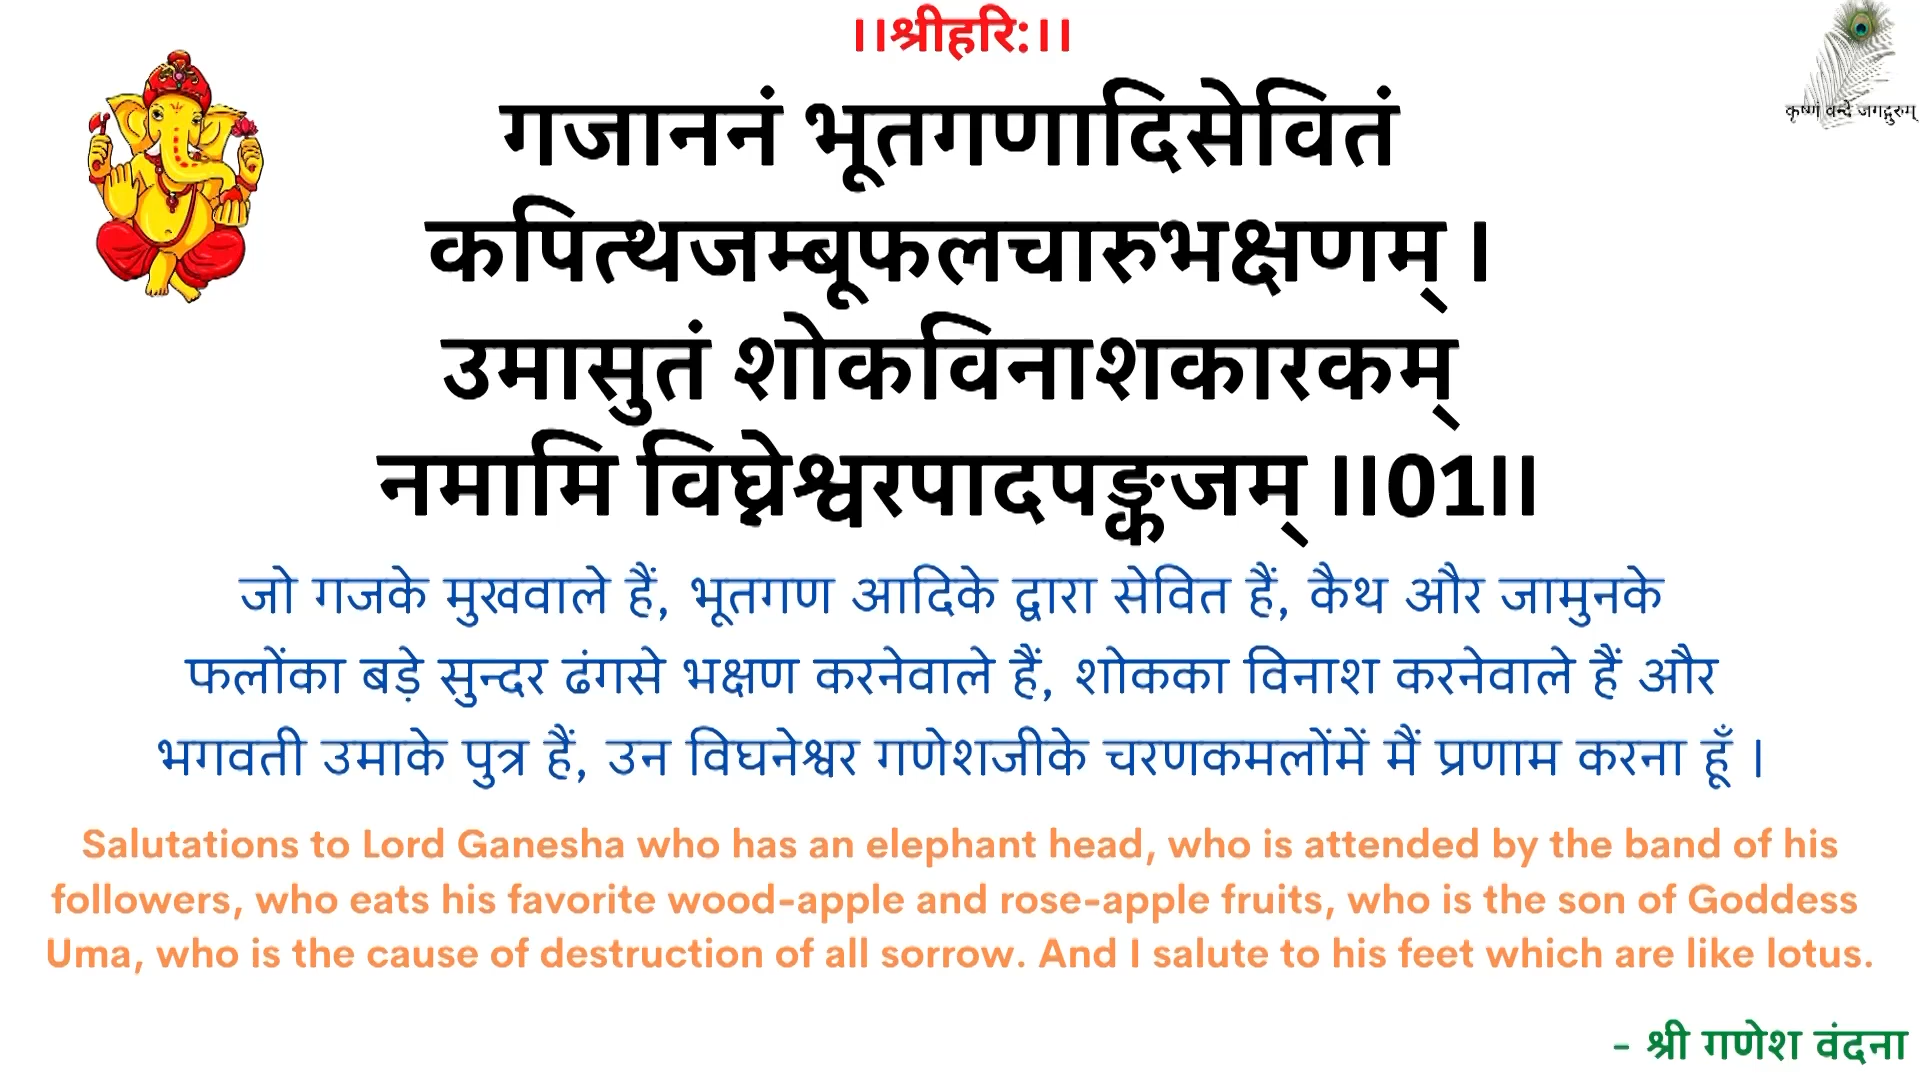 ।।श्रीहरि:।।
कृष्णं वन्दे जगद्गुरुम्
गजाननं भूतगणादिसेवितं
कपित्थजम्बूफलचारुभक्षणम् ।
उमासुतं शोकविनाशकारकम्
नमामि विघ्नेश्वरपादपङ्कजम् ।।01।।
जो गजके मुखवाले हैं, भूतगण आदिके द्वारा सेवित हैं, कैथ और जामुनके
फलोंका बड़े सुन्दर ढंगसे भक्षण करनेवाले हैं, शोकका विनाश करनेवाले हैं और
भगवती उमाके पुत्र हैं, उन विघनेश्वर गणेशजीके चरणकमलोंमें मैं प्रणाम करना हूँ ।
Salutations to Lord Ganesha who has an elephant head, who is attended by the band of his
followers, who eats his favorite wood-apple and rose-apple fruits, who is the son of Goddess
Uma, who is the cause of destruction of all sorrow. And I salute to his feet which are like lotus.
- श्री गणेश वंदना